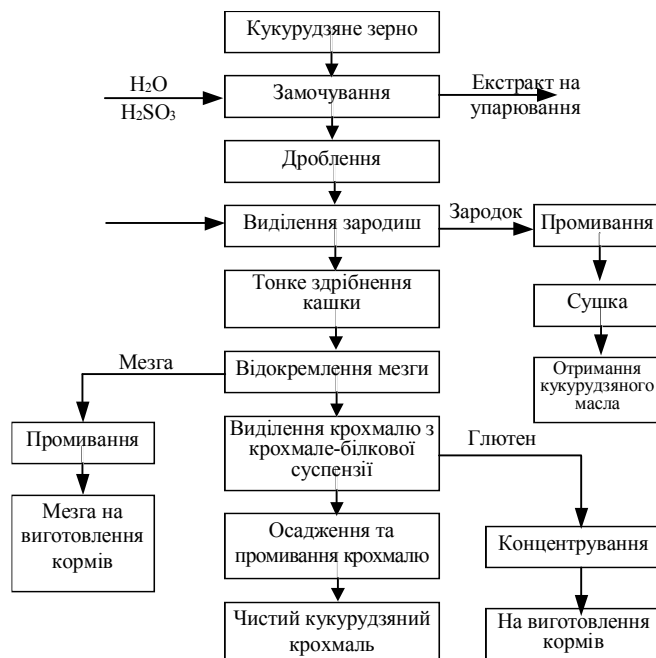 Кукурудзяне зерно
H₂O
H₂SO₃
Замочування
Екстракт на
упарювання
Дроблення
Виділення зародиш
Зародок
Промивання
Тонке здрібнення
кашки
Сушка
Мезга
Відокремлення мезги
Отримання
кукурудзяного
масла
Промивання
Виділення крохмалю з
крохмале-білкової
суспензії
Глютен
Мезга на
виготовлення
кормів
Осадження та
промивання крохмалю
Концентрування
Чистий кукурудзяний
крохмаль
На виготовлення
кормів